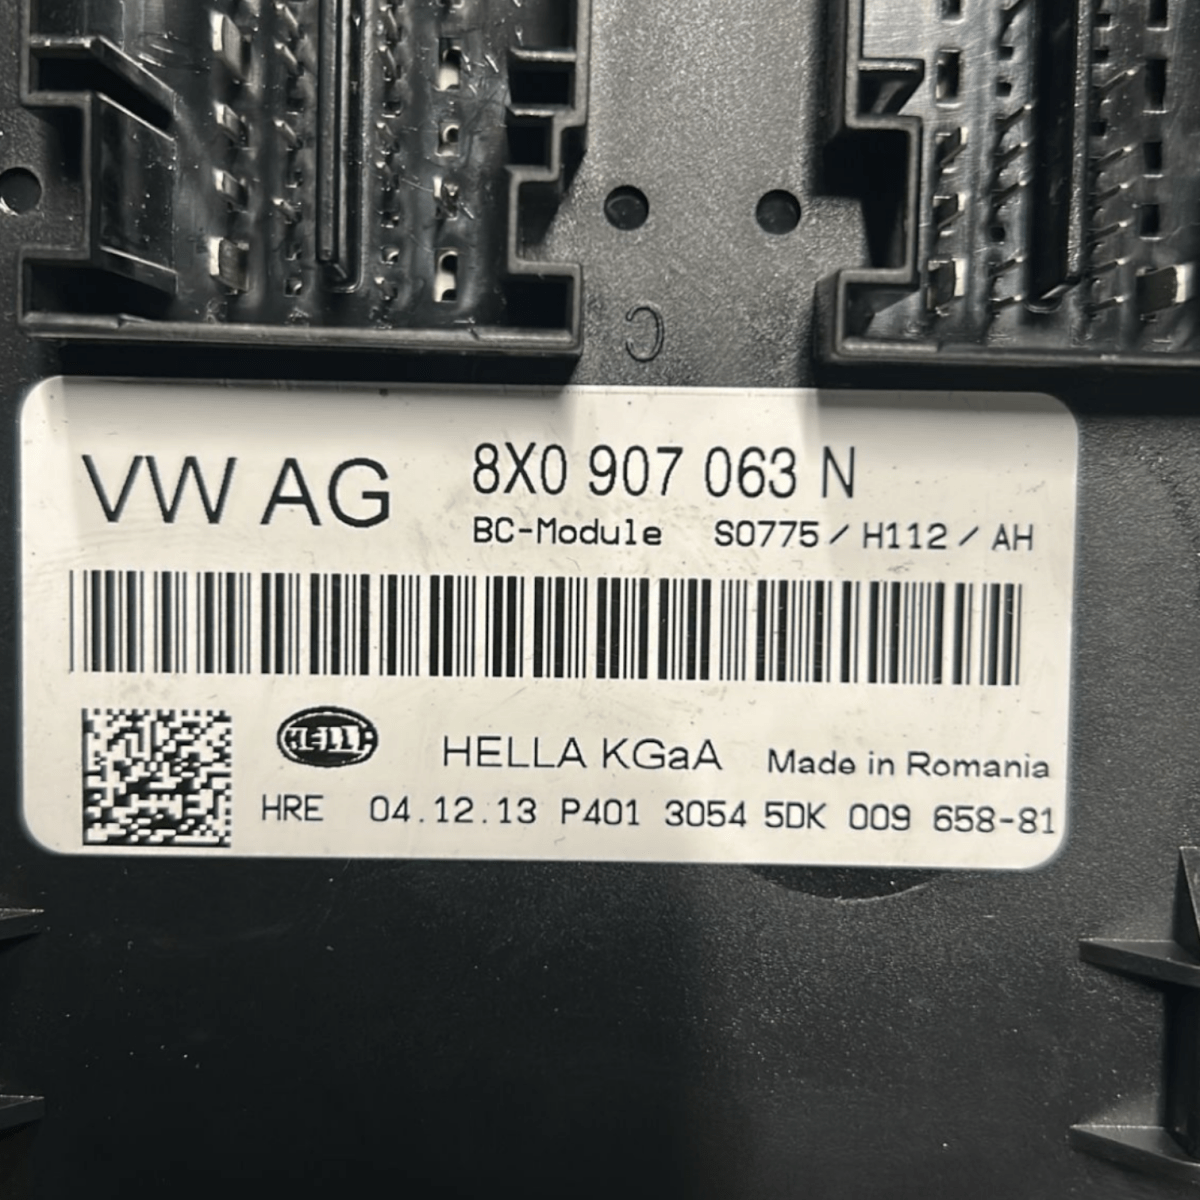 C
VW AG 8X0 907 063 N
BC-Module S0775 / H112 / AH
HELLA HELLA KGaA Made in Romania
HRE 04.12.13 P401 3054 5DK 009 658-81